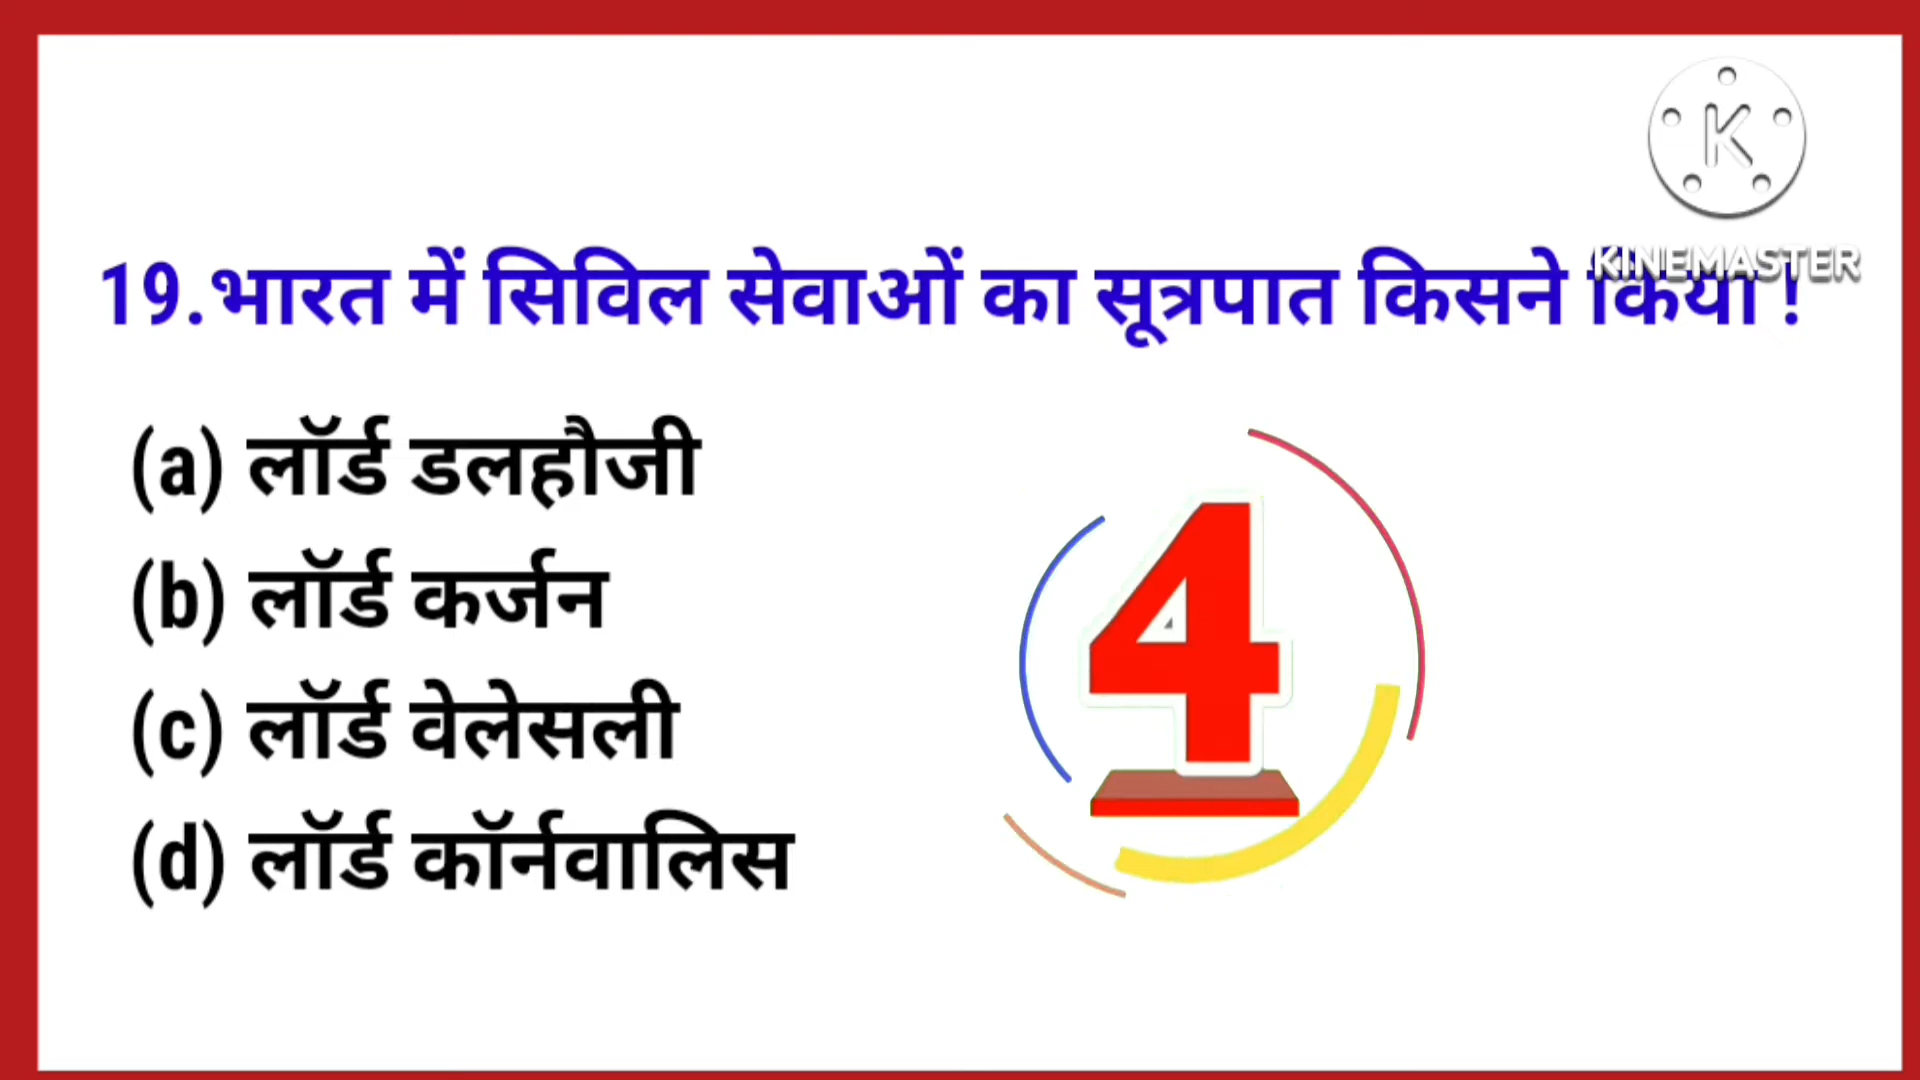 K
KINEMASTER
19.भारत में सिविल सेवाओं का सूत्रपात किसने किया !
(a) लॉर्ड डलहौजी
(b) लॉर्ड कर्जन
(c) लॉर्ड वेलेसली
(d) लॉर्ड कॉर्नवालिस
4